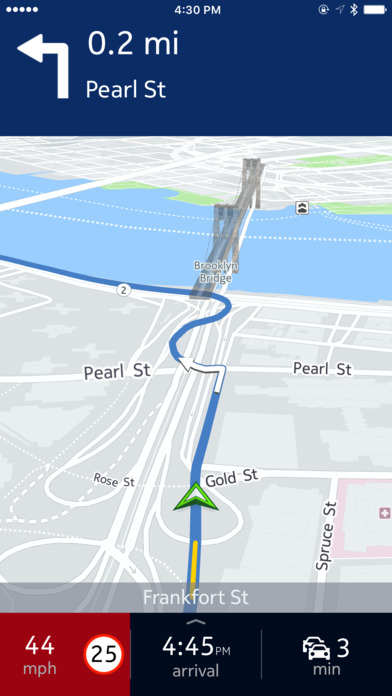 4:30 PM
0.2 mi
Pearl St
Brooklyn
Bridge
2
Pearl St
Pearl St
Rose St
Gold St
Spruce St
Frankfort St
44
mph
25
4:45PM
arrival
3
min